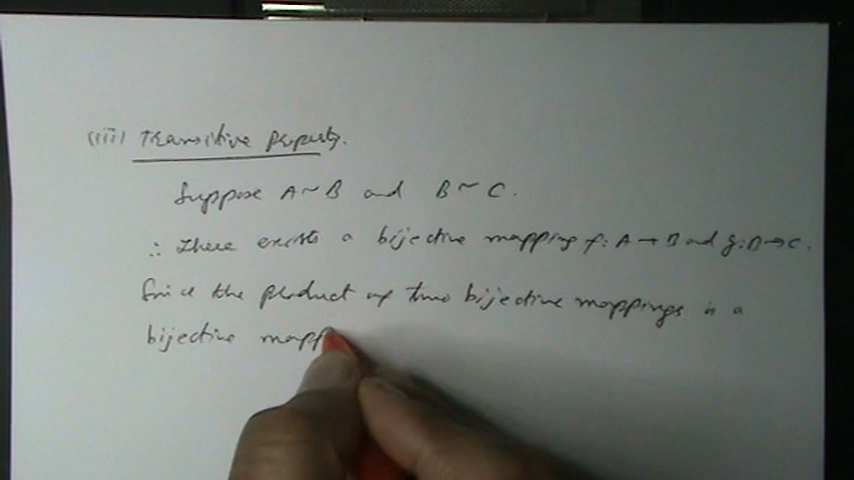 (iii) Transitive Property.
Suppose A ~ B and B ~ C.
∴ There exists a bijective mapping f: A → B and g: B → C.
Since the product of two bijective mappings is a
bijective mapp